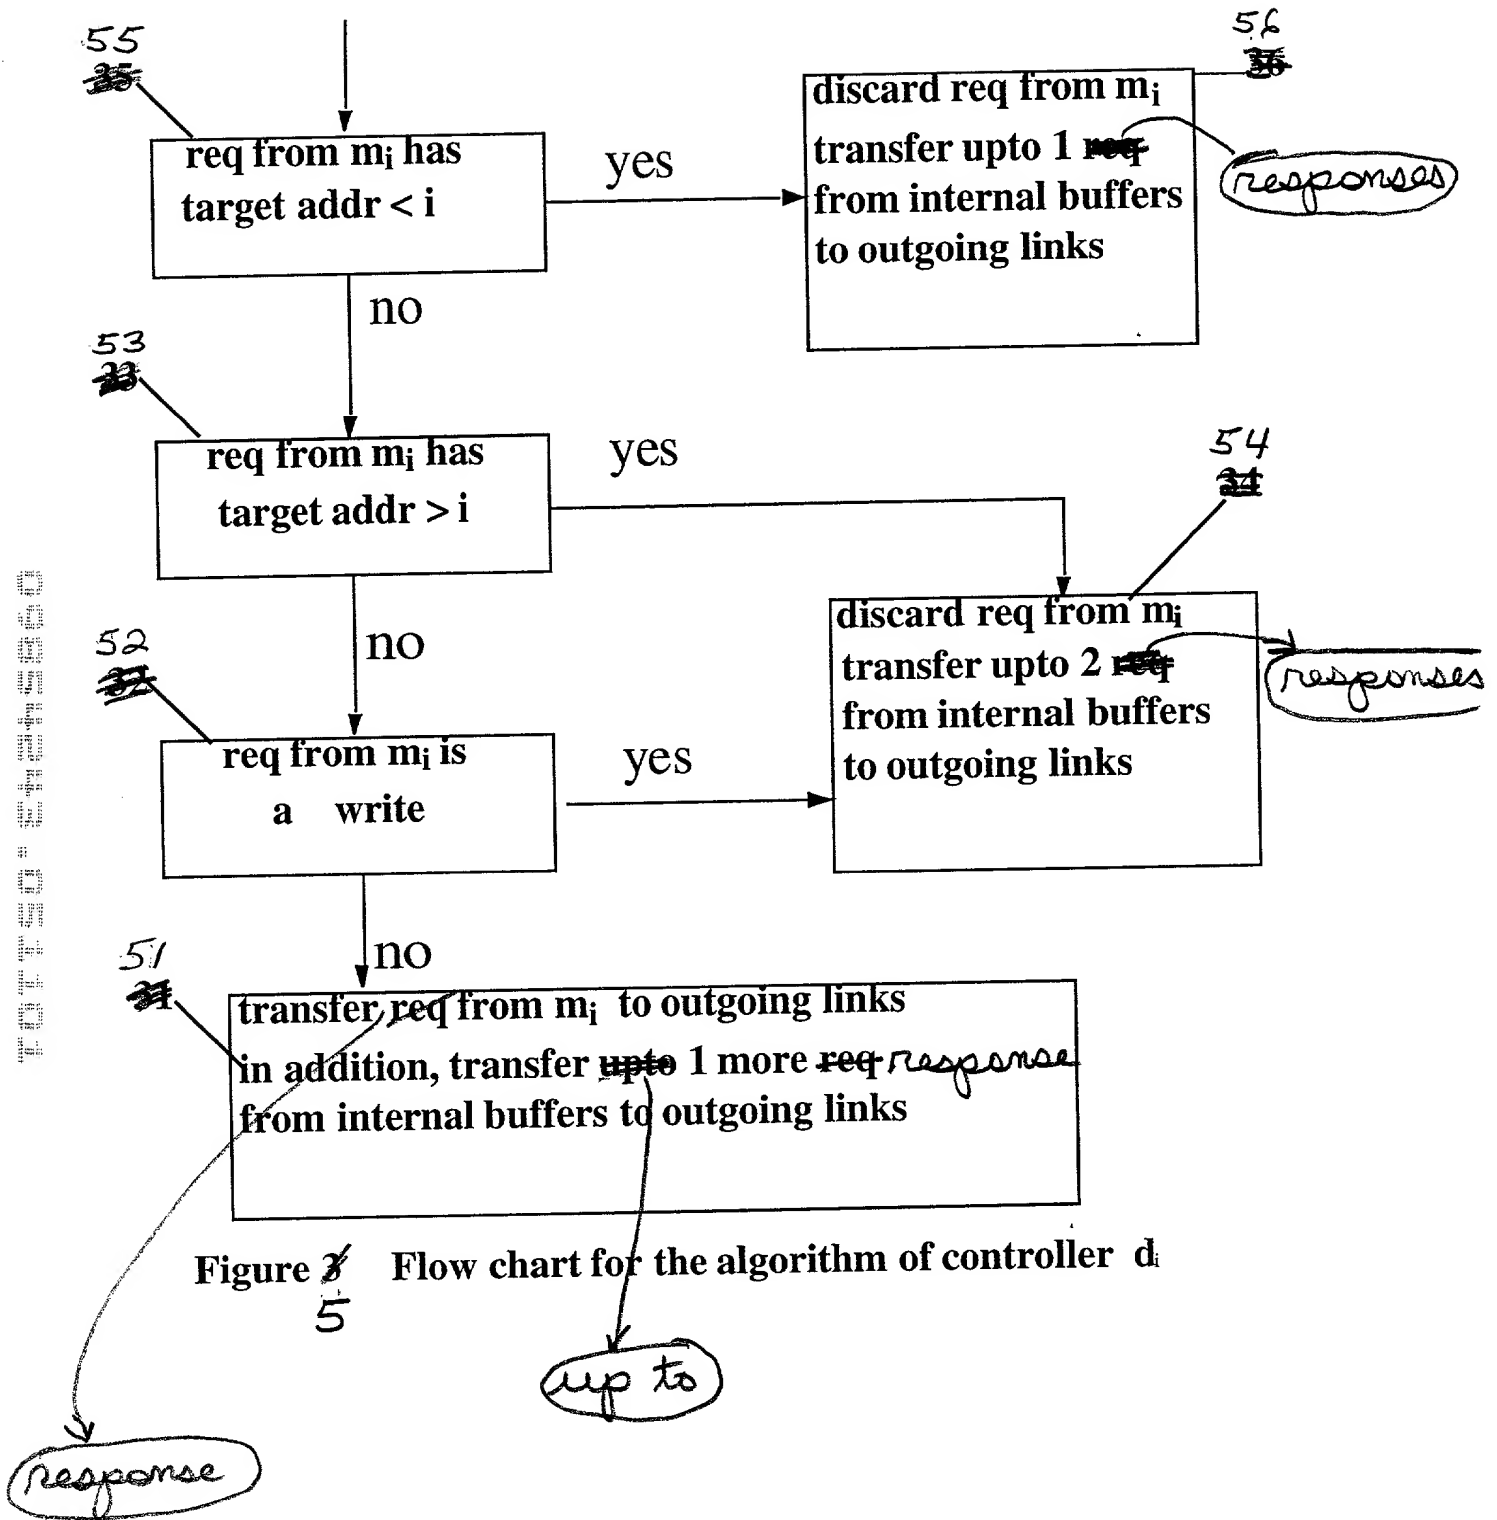 55
35
req from mi has
target addr < i
yes
56
36
discard req from mi
transfer upto 1 req
responses
from internal buffers
to outgoing links
no
53
33
req from mi has
target addr > i
yes
54
34
discard req from mi
transfer upto 2 req
responses
from internal buffers
to outgoing links
no
52
32
req from mi is
a write
yes
no
51
31
transfer req from mi to outgoing links
in addition, transfer upto 1 more req response
from internal buffers to outgoing links
Figure 3 Flow chart for the algorithm of controller di
5
up to
response